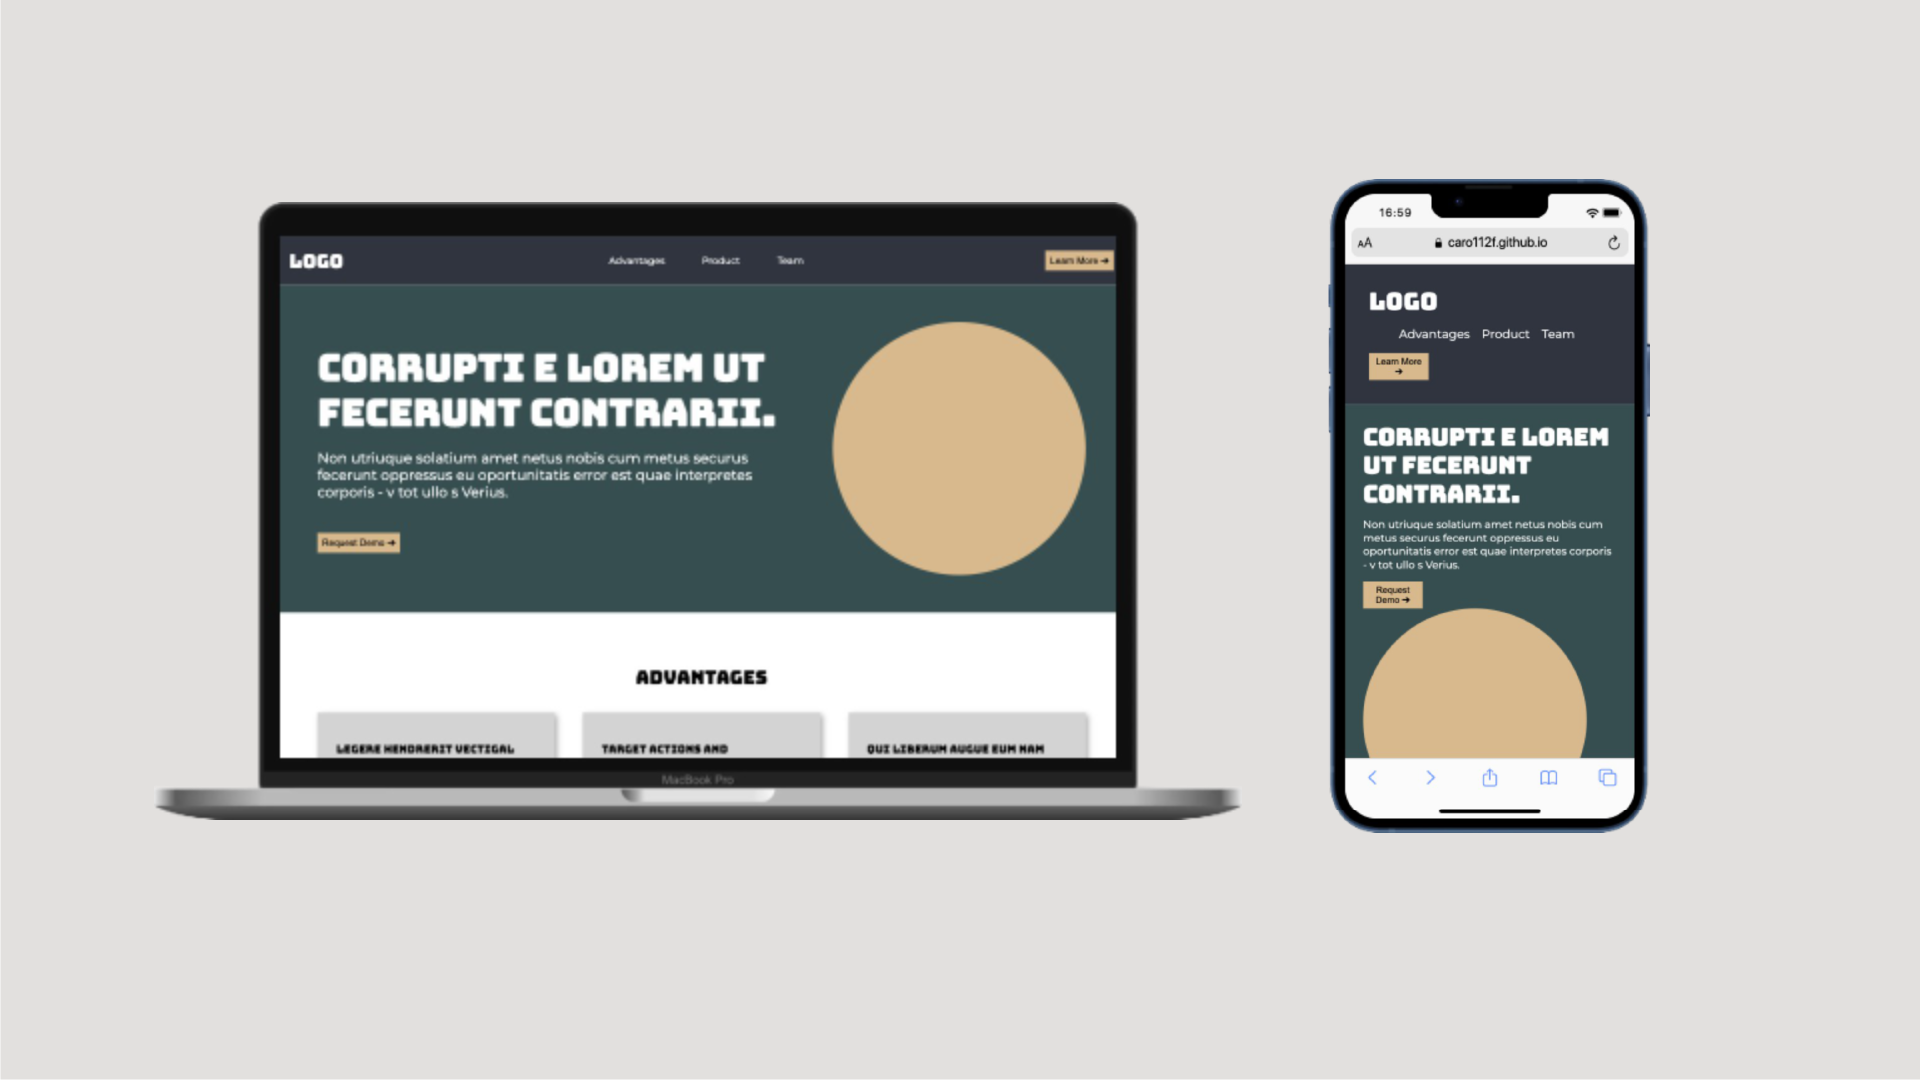 LOGO
Advantages Product Team
Learn More →
CORRUPTI E LOREM UT
FECERUNT CONTRARII.
Non utriuque solatium amet netus nobis cum metus securus
fecerunt oppressus eu oportunitatis error est quae interpretes
corporis - v tot ullo s Verius.
Request Demo →
ADVANTAGES
LEGERE HENDRERIT VECTIGAL
TARGET ACTIONS AND
QUI LIBERUM AUGUE EUM NAM
MacBook Pro
16:59
AA caro112f.github.io
LOGO
Advantages Product Team
Learn More
→
CORRUPTI E LOREM
UT FECERUNT
CONTRARII.
Non utriuque solatium amet netus nobis cum
metus securus fecerunt oppressus eu
oportunitatis error est quae interpretes corporis
- v tot ullo s Verius.
Request
Demo →